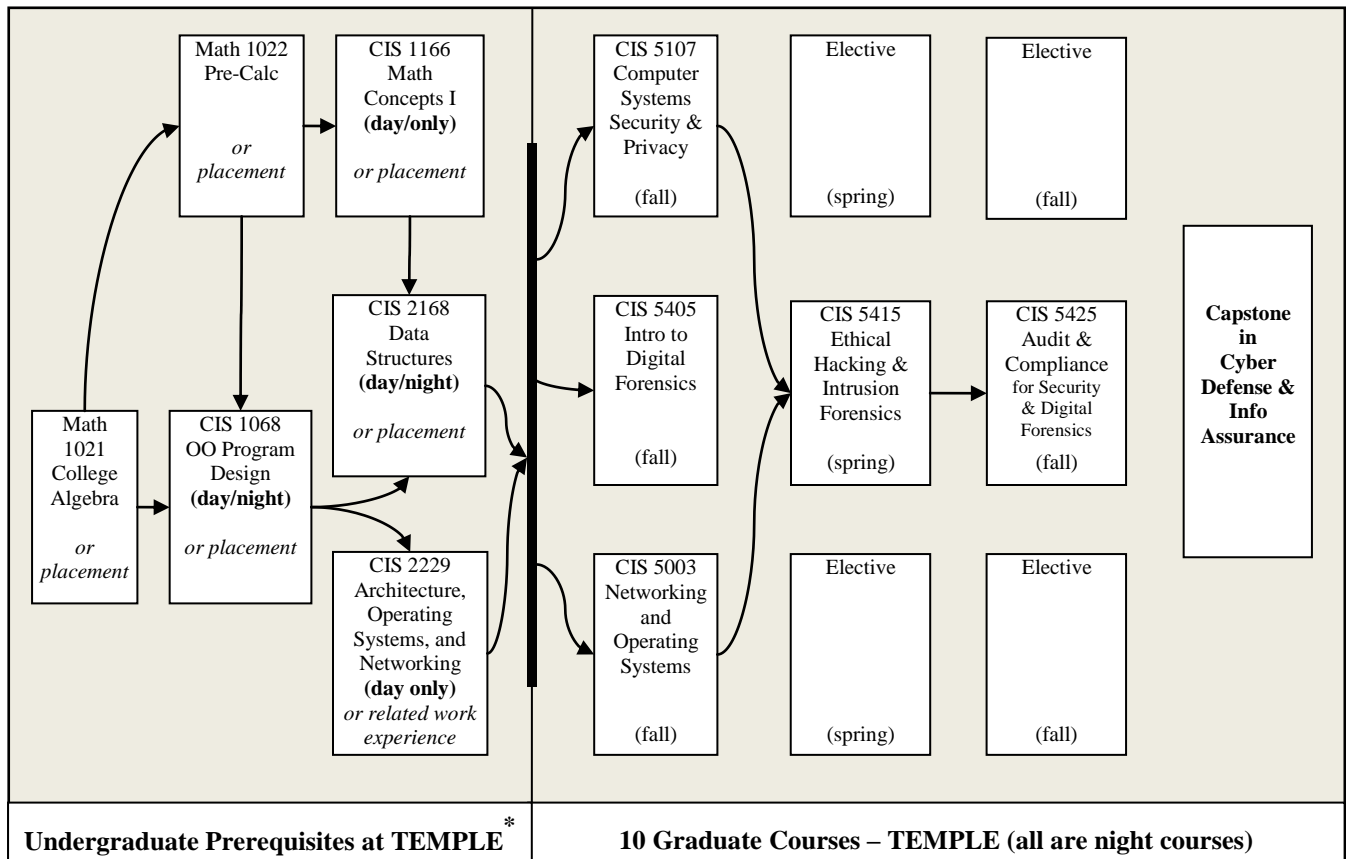 Math 1022
Pre-Calc
or
placement
CIS 1166
Math
Concepts I
(day/only)
or placement
CIS 5107
Computer
Systems
Security &
Privacy
(fall)
Elective
(spring)
Elective
(fall)
CIS 2168
Data
Structures
(day/night)
or placement
CIS 5405
Intro to
Digital
Forensics
(fall)
CIS 5415
Ethical
Hacking &
Intrusion
Forensics
(spring)
CIS 5425
Audit &
Compliance
for Security
& Digital
Forensics
(fall)
Capstone
in
Cyber
Defense &
Info
Assurance
Math
1021
College
Algebra
or
placement
CIS 1068
OO Program
Design
(day/night)
or placement
CIS 2229
Architecture,
Operating
Systems, and
Networking
(day only)
or related work
experience
CIS 5003
Networking
and
Operating
Systems
(fall)
Elective
(spring)
Elective
(fall)
Undergraduate Prerequisites at TEMPLE*
10 Graduate Courses – TEMPLE (all are night courses)